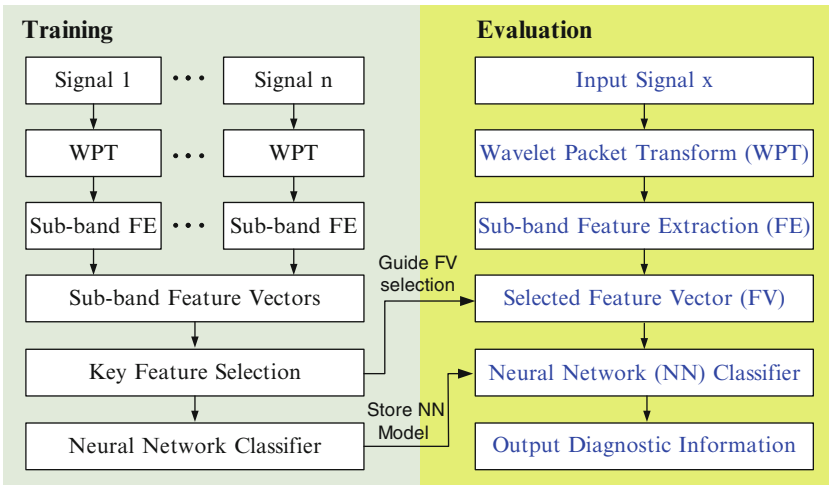 Training
Signal 1 ••• Signal n
WPT ••• WPT
Sub-band FE ••• Sub-band FE
Sub-band Feature Vectors
Key Feature Selection
Neural Network Classifier
Guide FV
selection
Store NN
Model
Evaluation
Input Signal x
Wavelet Packet Transform (WPT)
Sub-band Feature Extraction (FE)
Selected Feature Vector (FV)
Neural Network (NN) Classifier
Output Diagnostic Information